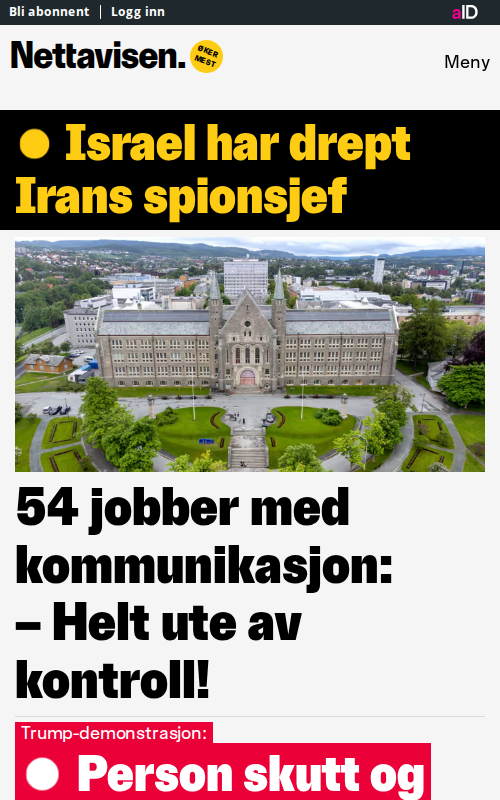 Bli abonnent Logg inn aID
Nettavisen. ØKER MEST
Meny
Israel har drept
Irans spionsjef
54 jobber med
kommunikasjon:
– Helt ute av
kontroll!
Trump-demonstrasjon:
Person skutt og